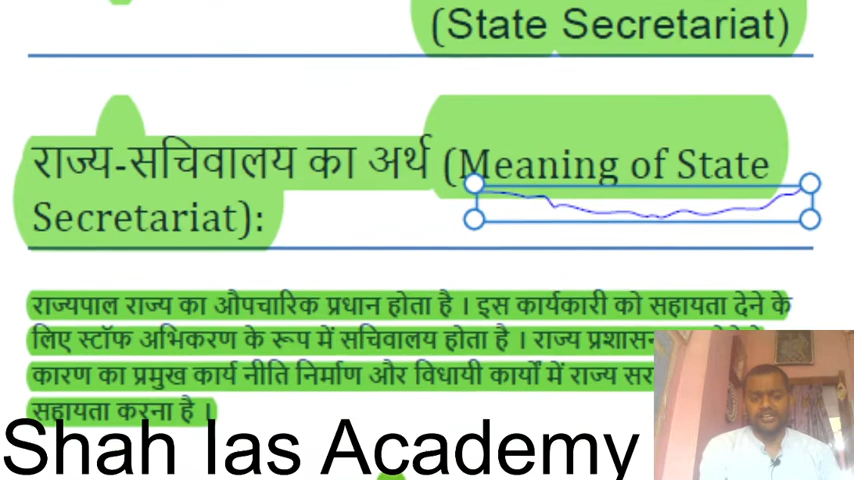 (State Secretariat)
राज्य-सचिवालय का अर्थ (Meaning of State
Secretariat):
राज्यपाल राज्य का औपचारिक प्रधान होता है । इस कार्यकारी को सहायता देने के
लिए स्टॉफ अभिकरण के रूप में सचिवालय होता है । राज्य प्रशासन
कारण का प्रमुख कार्य नीति निर्माण और विधायी कार्यों में राज्य
सहायता करना है ।
Shah Ias Academy